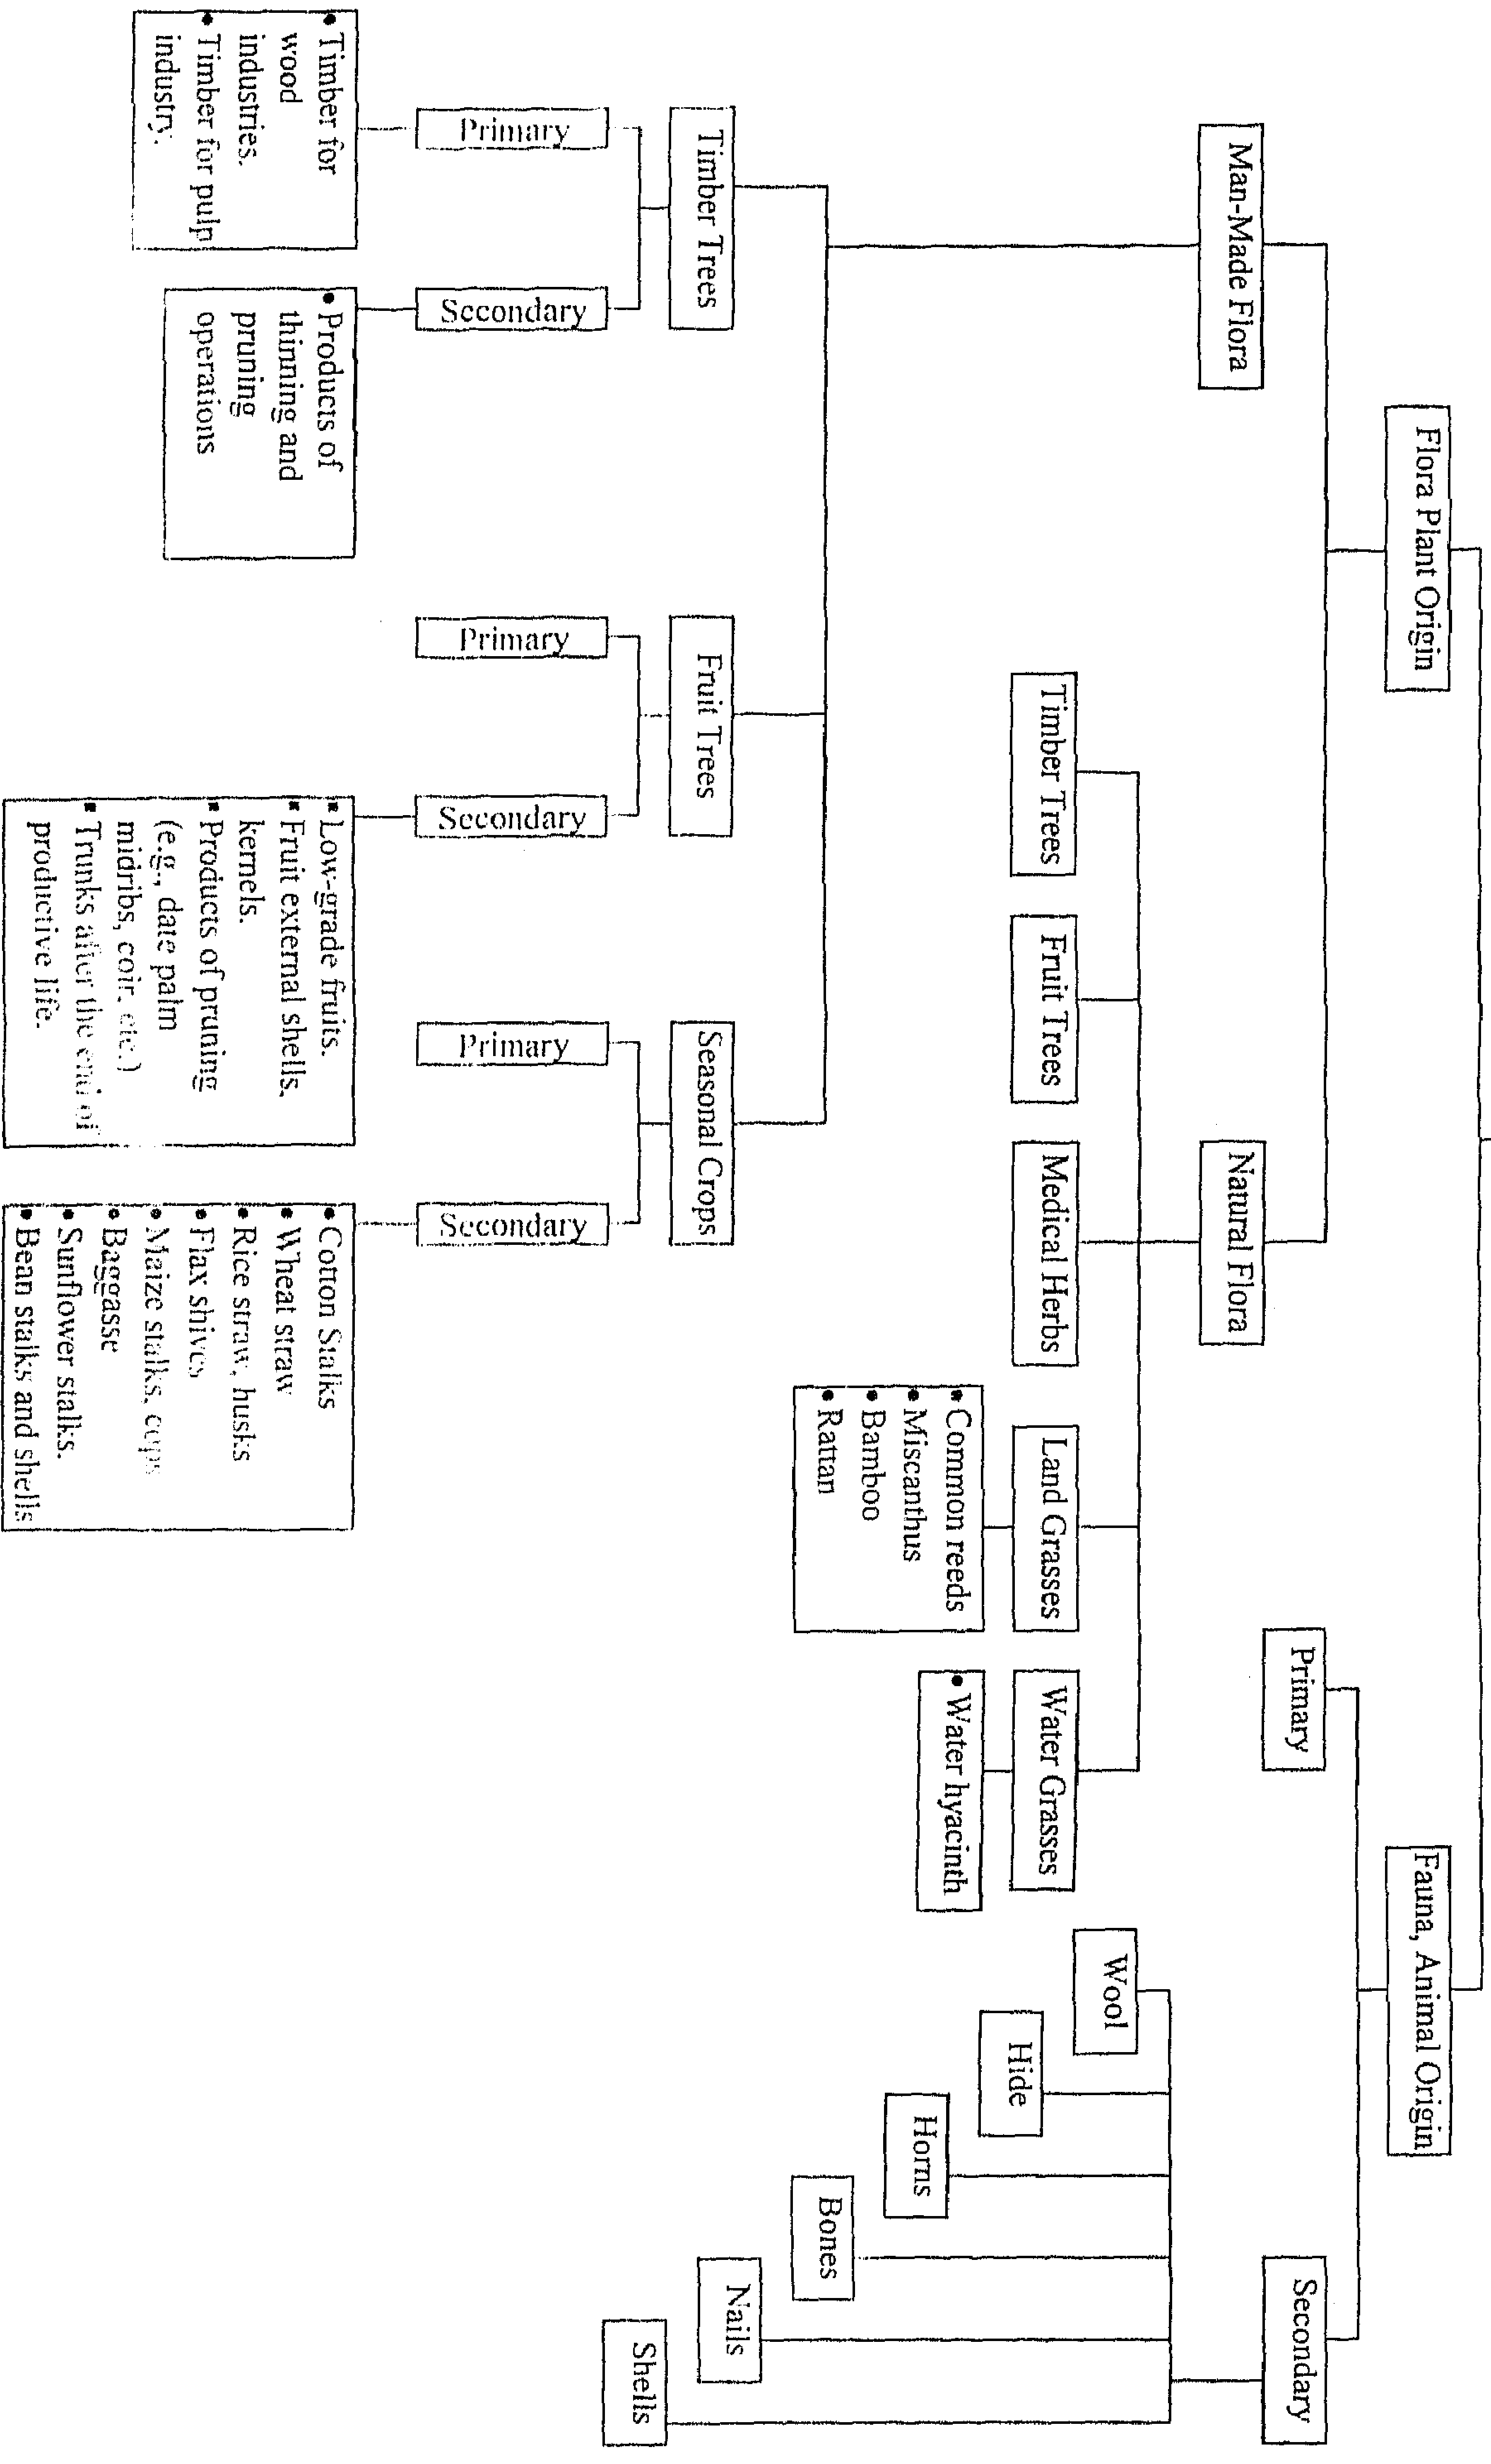 Flora Plant Origin
Fauna, Animal Origin
Man-Made Flora
Natural Flora
Primary
Secondary
Timber Trees
Fruit Trees
Medical Herbs
Land Grasses
Water Grasses
• Common reeds
• Miscanthus
• Bamboo
• Rattan
• Water hyacinth
Wool
Hide
Horns
Bones
Nails
Shells
Timber Trees
Fruit Trees
Seasonal Crops
Primary
Secondary
Primary
Secondary
Primary
Secondary
• Timber for
wood
industries.
• Timber for pulp
industry.
• Products of
thinning and
pruning
operations
▪ Low-grade fruits.
▪ Fruit external shells,
kernels.
▪ Products of pruning
(e.g., date palm
midribs, coir, etc.)
▪ Trunks after the end of
productive life.
• Cotton Stalks
• Wheat straw
• Rice straw, husks
• Flax shives
• Maize stalks, cops
• Baggasse
• Sunflower stalks.
• Bean stalks and shells